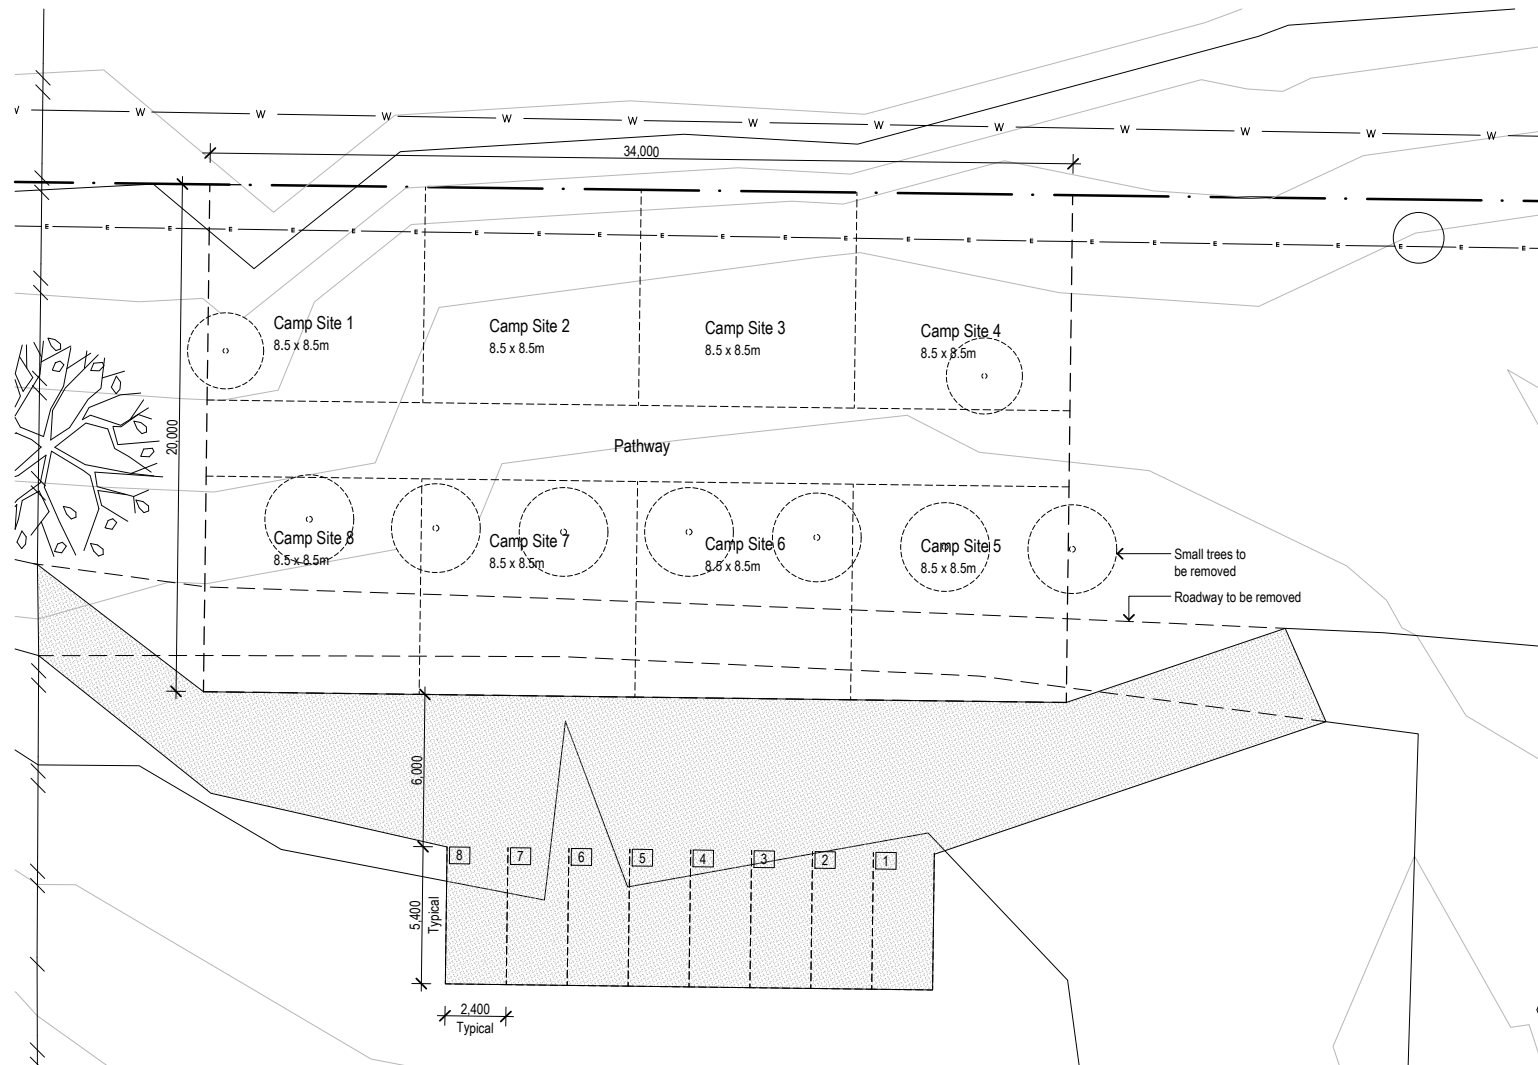 W W W W W W W W W W W W W
34,000
E E E E E E E E E E E E E E E E E E E E E E E E E
Camp Site 1
8.5 x 8.5m
Camp Site 2
8.5 x 8.5m
Camp Site 3
8.5 x 8.5m
Camp Site 4
8.5 x 8.5m
20,000
Pathway
Camp Site 8
8.5 x 8.5m
Camp Site 7
8.5 x 8.5m
Camp Site 6
8.5 x 8.5m
Camp Site 5
8.5 x 8.5m
Small trees to
be removed
Roadway to be removed
6,000
8 7 6 5 4 3 2 1
5,400
Typical
2,400
Typical